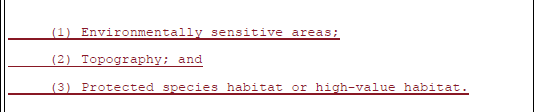 (1) Environmentally sensitive areas;
(2) Topography; and
(3) Protected species habitat or high-value habitat.